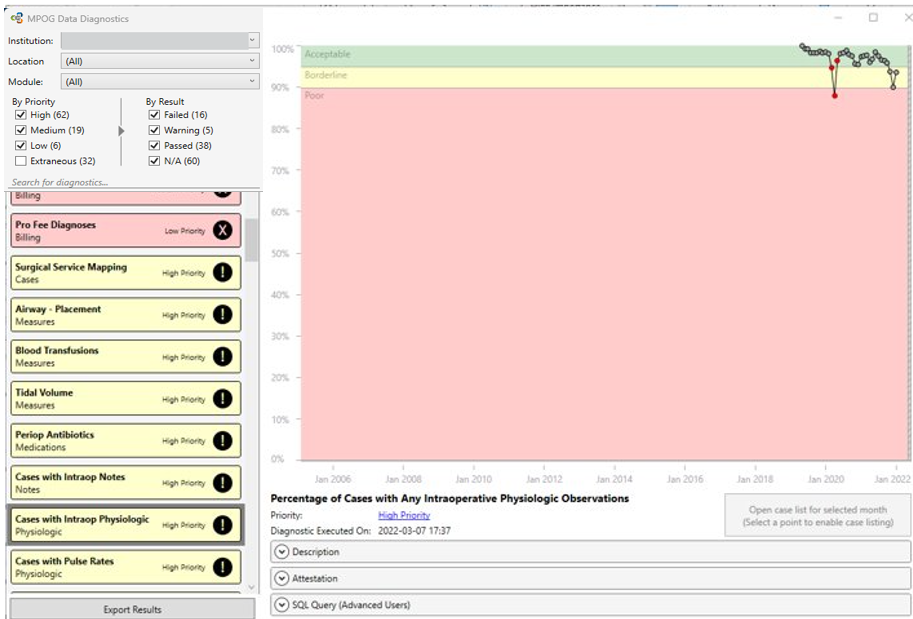 MPOG Data Diagnostics
Institution:
Location (All)
Module: (All)
By Priority By Result
High (62) Failed (16)
Medium (19) Warning (5)
Low (6) Passed (38)
Extraneous (32) N/A (60)
Search for diagnostics...
Billing
Pro Fee Diagnoses
Billing
Low Priority
X
Surgical Service Mapping
Cases
High Priority
!
Airway - Placement
Measures
High Priority
!
Blood Transfusions
Measures
High Priority
!
Tidal Volume
Measures
High Priority
!
Periop Antibiotics
Medications
High Priority
!
Cases with Intraop Notes
Notes
High Priority
!
Cases with Intraop Physiologic
Physiologic
High Priority
!
Cases with Pulse Rates
Physiologic
High Priority
!
Export Results
100%
90%
80%
70%
60%
50%
40%
30%
20%
10%
0%
Acceptable
Borderline
Poor
Jan 2006 Jan 2008 Jan 2010 Jan 2012 Jan 2014 Jan 2016 Jan 2018 Jan 2020 Jan 2022
Percentage of Cases with Any Intraoperative Physiologic Observations
Priority: High Priority
Diagnostic Executed On: 2022-03-07 17:37
Open case list for selected month
(Select a point to enable case listing)
Description
Attestation
SQL Query (Advanced Users)